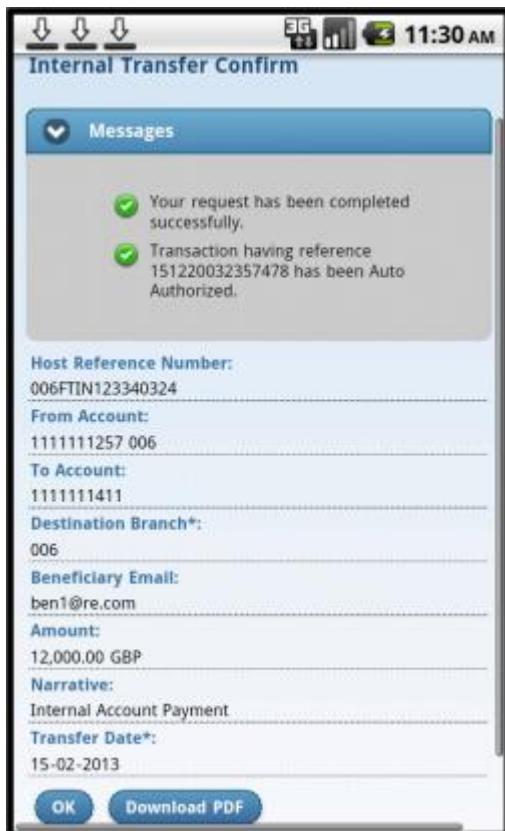 3G
11:30 AM
Internal Transfer Confirm
Messages
Your request has been completed
successfully.
Transaction having reference
151220032357478 has been Auto
Authorized.
Host Reference Number:
006FTIN123340324
From Account:
1111111257 006
To Account:
1111111411
Destination Branch*:
006
Beneficiary Email:
ben1@re.com
Amount:
12,000.00 GBP
Narrative:
Internal Account Payment
Transfer Date*:
15-02-2013
OK
Download PDF